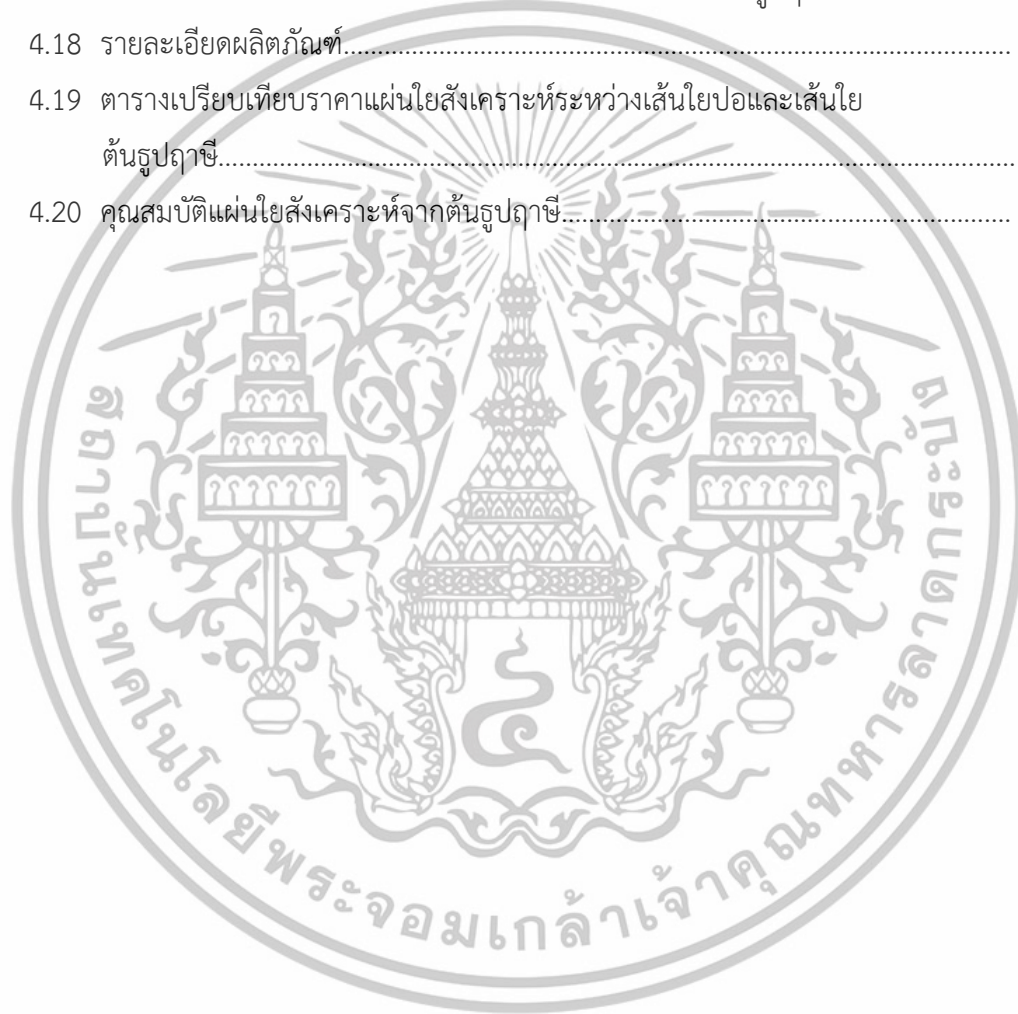 4.18 รายละเอียดผลิตภัณฑ์
4.19 ตารางเปรียบเทียบราคาแผ่นใยสังเคราะห์ระหว่างเส้นใยปอและเส้นใย
ต้นธูปฤาษี
4.20 คุณสมบัติแผ่นใยสังเคราะห์จากต้นธูปฤาษี
สถาบันเทคโนโลยีพระจอมเกล้าเจ้าคุณทหารลาดกระบัง